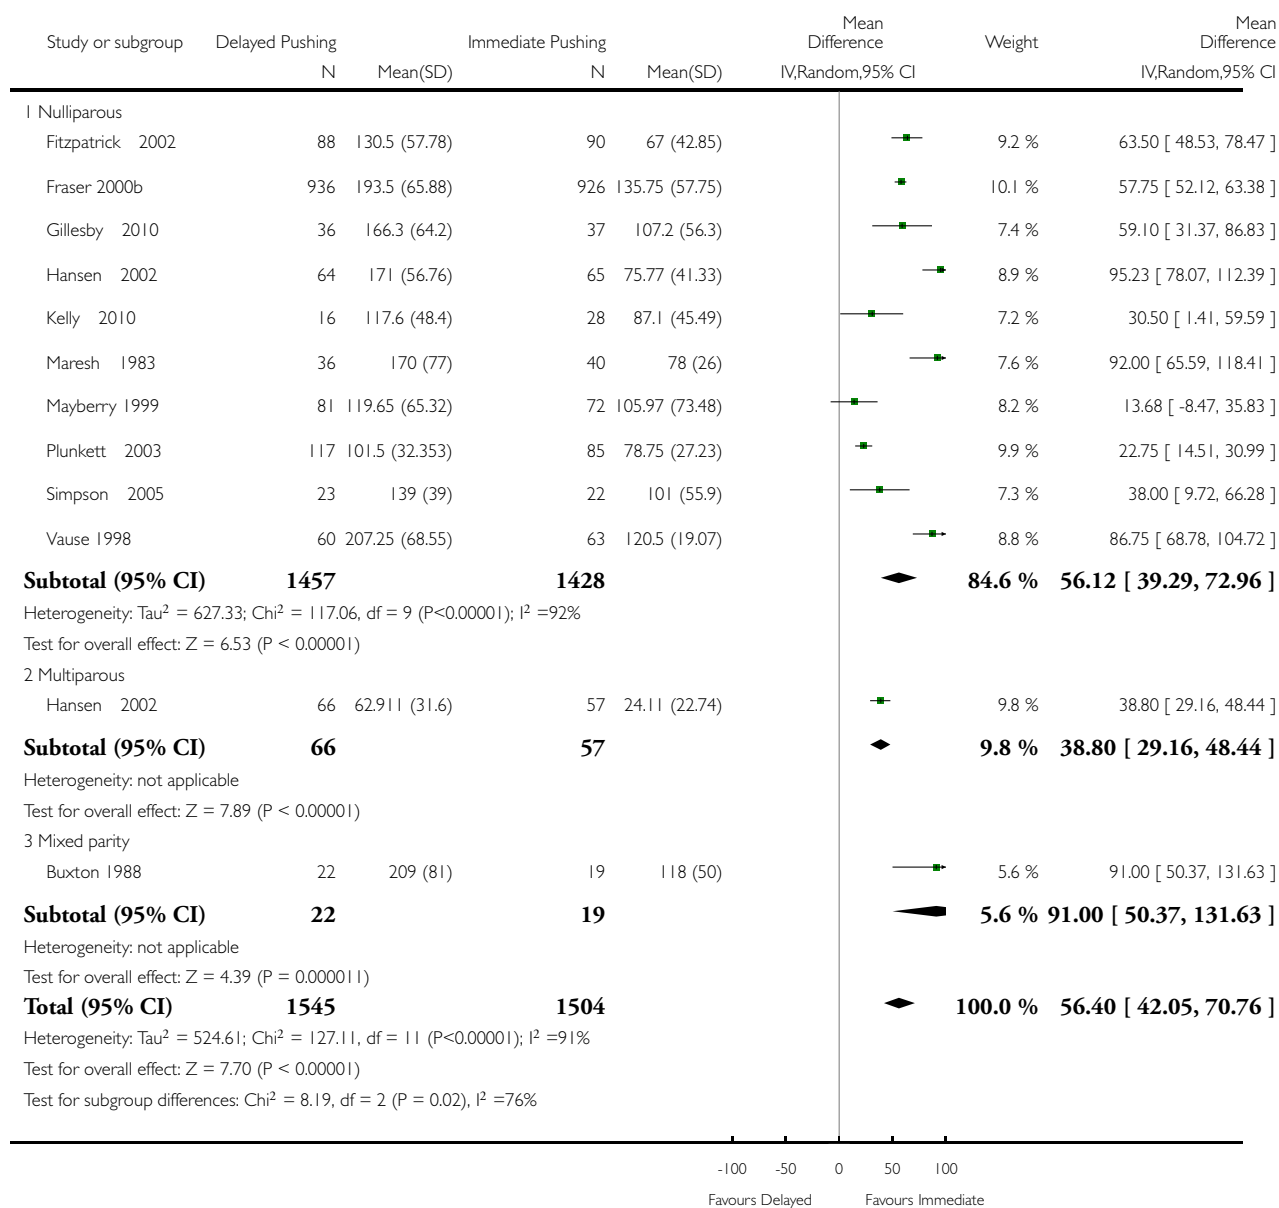 Study or subgroup Delayed Pushing Immediate Pushing Mean Difference Weight Mean Difference
N Mean(SD) N Mean(SD) IV,Random,95% CI IV,Random,95% CI
1 Nulliparous
Fitzpatrick 2002 88 130.5 (57.78) 90 67 (42.85) 9.2 % 63.50 [ 48.53, 78.47 ]
Fraser 2000b 936 193.5 (65.88) 926 135.75 (57.75) 10.1 % 57.75 [ 52.12, 63.38 ]
Gillesby 2010 36 166.3 (64.2) 37 107.2 (56.3) 7.4 % 59.10 [ 31.37, 86.83 ]
Hansen 2002 64 171 (56.76) 65 75.77 (41.33) 8.9 % 95.23 [ 78.07, 112.39 ]
Kelly 2010 16 117.6 (48.4) 28 87.1 (45.49) 7.2 % 30.50 [ 1.41, 59.59 ]
Maresh 1983 36 170 (77) 40 78 (26) 7.6 % 92.00 [ 65.59, 118.41 ]
Mayberry 1999 81 119.65 (65.32) 72 105.97 (73.48) 8.2 % 13.68 [ -8.47, 35.83 ]
Plunkett 2003 117 101.5 (32.353) 85 78.75 (27.23) 9.9 % 22.75 [ 14.51, 30.99 ]
Simpson 2005 23 139 (39) 22 101 (55.9) 7.3 % 38.00 [ 9.72, 66.28 ]
Vause 1998 60 207.25 (68.55) 63 120.5 (19.07) 8.8 % 86.75 [ 68.78, 104.72 ]
Subtotal (95% CI) 1457 1428 84.6 % 56.12 [ 39.29, 72.96 ]
Heterogeneity: Tau² = 627.33; Chi² = 117.06, df = 9 (P<0.00001); I² =92%
Test for overall effect: Z = 6.53 (P < 0.00001)
2 Multiparous
Hansen 2002 66 62.911 (31.6) 57 24.11 (22.74) 9.8 % 38.80 [ 29.16, 48.44 ]
Subtotal (95% CI) 66 57 9.8 % 38.80 [ 29.16, 48.44 ]
Heterogeneity: not applicable
Test for overall effect: Z = 7.89 (P < 0.00001)
3 Mixed parity
Buxton 1988 22 209 (81) 19 118 (50) 5.6 % 91.00 [ 50.37, 131.63 ]
Subtotal (95% CI) 22 19 5.6 % 91.00 [ 50.37, 131.63 ]
Heterogeneity: not applicable
Test for overall effect: Z = 4.39 (P = 0.000011)
Total (95% CI) 1545 1504 100.0 % 56.40 [ 42.05, 70.76 ]
Heterogeneity: Tau² = 524.61; Chi² = 127.11, df = 11 (P<0.00001); I² =91%
Test for overall effect: Z = 7.70 (P < 0.00001)
Test for subgroup differences: Chi² = 8.19, df = 2 (P = 0.02), I² =76%
-100 -50 0 50 100
Favours Delayed Favours Immediate